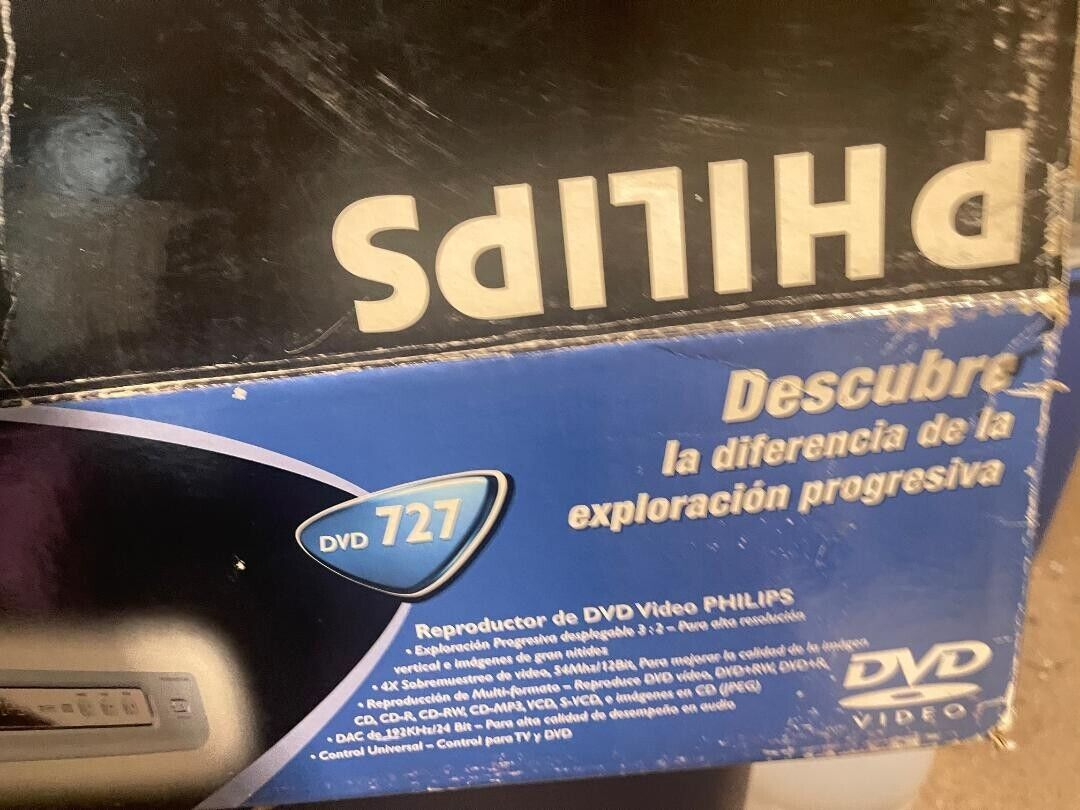 PHILIPS
Descubre
la diferencia de la
exploración progresiva
DVD 727
Reproductor de DVD Video PHILIPS
• Exploración Progresiva desplegable 3 : 2 – Para alta resolución
vertical e imágenes de gran nitidez
• 4X Sobremuestreo de video, 54Mhz/12Bit, Para mejorar la calidad de la imágen
• Reproducción de Multi-formato – Reproduce DVD video, DVD+RW, DVD+R,
CD, CD-R, CD-RW, CD-MP3, VCD, S-VCD, e imágenes en CD (JPEG)
• DAC de 192KHz/24 Bit – Para alta calidad de desempeño en audio
• Control Universal – Control para TV y DVD
DVD
VIDEO